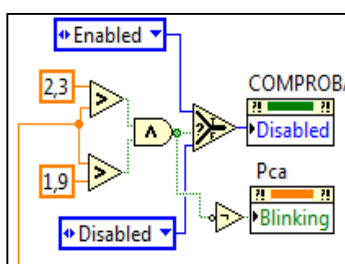 Enabled
COMPROBA
2,3
Disabled
Pca
1,9
Disabled
Blinking